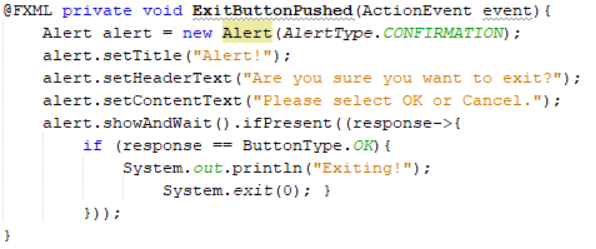 @FXML private void ExitButtonPushed(ActionEvent event){
    Alert alert = new Alert(AlertType.CONFIRMATION);
    alert.setTitle("Alert!");
    alert.setHeaderText("Are you sure you want to exit?");
    alert.setContentText("Please select OK or Cancel.");
    alert.showAndWait().ifPresent((response->{
        if (response == ButtonType.OK){
            System.out.println("Exiting!");
                System.exit(0); }
        }));
}